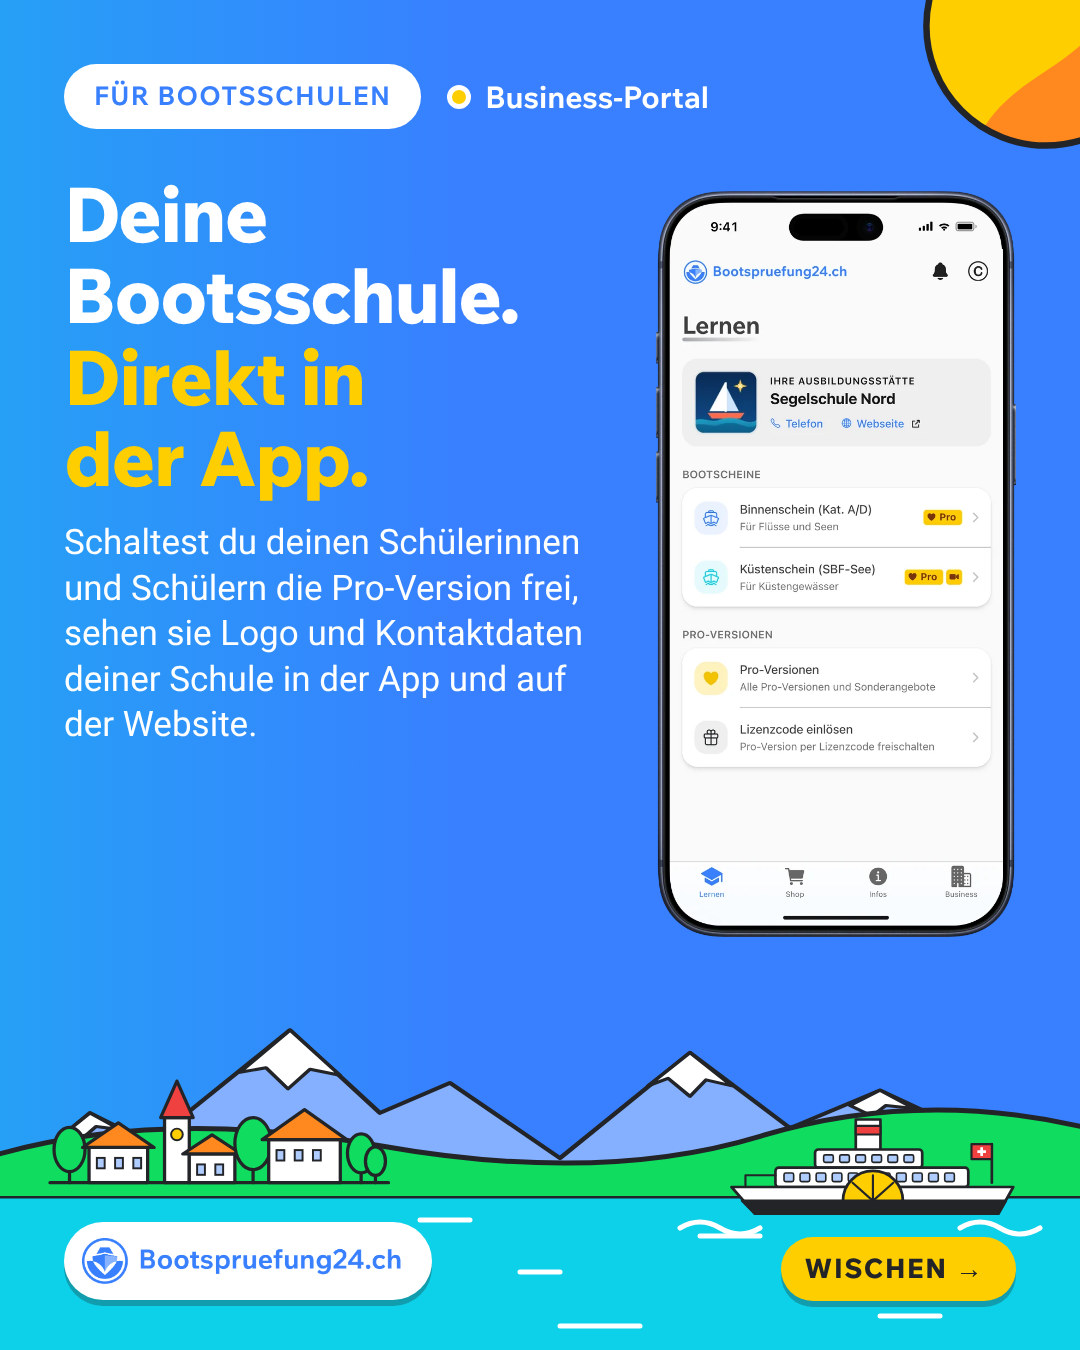 FÜR BOOTSSCHULEN
Business-Portal
Deine
Bootsschule.
Direkt in
der App.
Schaltest du deinen Schülerinnen
und Schülern die Pro-Version frei,
sehen sie Logo und Kontaktdaten
deiner Schule in der App und auf
der Website.
9:41
Bootspruefung24.ch
C
Lernen
IHRE AUSBILDUNGSSTÄTTE
Segelschule Nord
Telefon
Webseite
BOOTSCHEINE
Binnenschein (Kat. A/D)
Pro
Für Flüsse und Seen
Küstenschein (SBF-See)
Pro
Für Küstengewässer
PRO-VERSIONEN
Pro-Versionen
Alle Pro-Versionen und Sonderangebote
Lizenzcode einlösen
Pro-Version per Lizenzcode freischalten
Lernen
Shop
Infos
Business
Bootspruefung24.ch
WISCHEN →